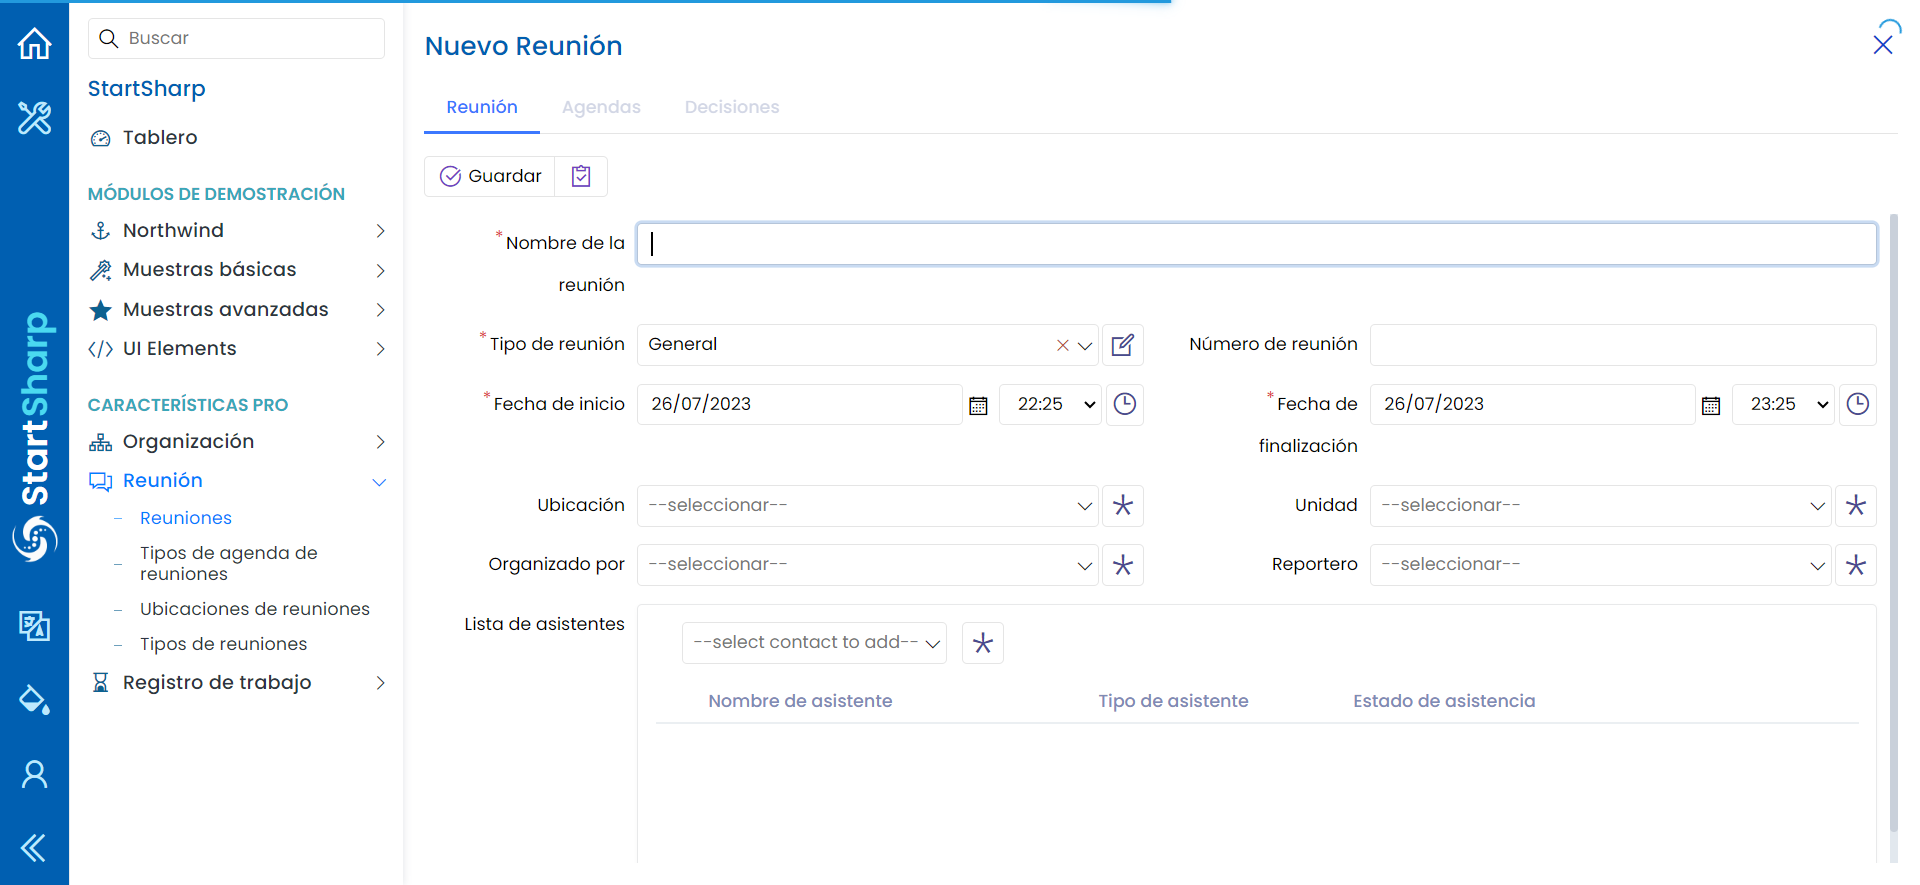 Buscar
StartSharp
Tablero
MÓDULOS DE DEMOSTRACIÓN
Northwind
Muestras básicas
Muestras avanzadas
UI Elements
CARACTERÍSTICAS PRO
Organización
Reunión
Reuniones
Tipos de agenda de
reuniones
Ubicaciones de reuniones
Tipos de reuniones
Registro de trabajo
StartSharp
Nuevo Reunión
Reunión Agendas Decisiones
Guardar
*Nombre de la
reunión
*Tipo de reunión General Número de reunión
*Fecha de inicio 26/07/2023 22:25 *Fecha de
finalización 26/07/2023 23:25
Ubicación --seleccionar-- Unidad --seleccionar--
Organizado por --seleccionar-- Reportero --seleccionar--
Lista de asistentes --select contact to add--
Nombre de asistente Tipo de asistente Estado de asistencia